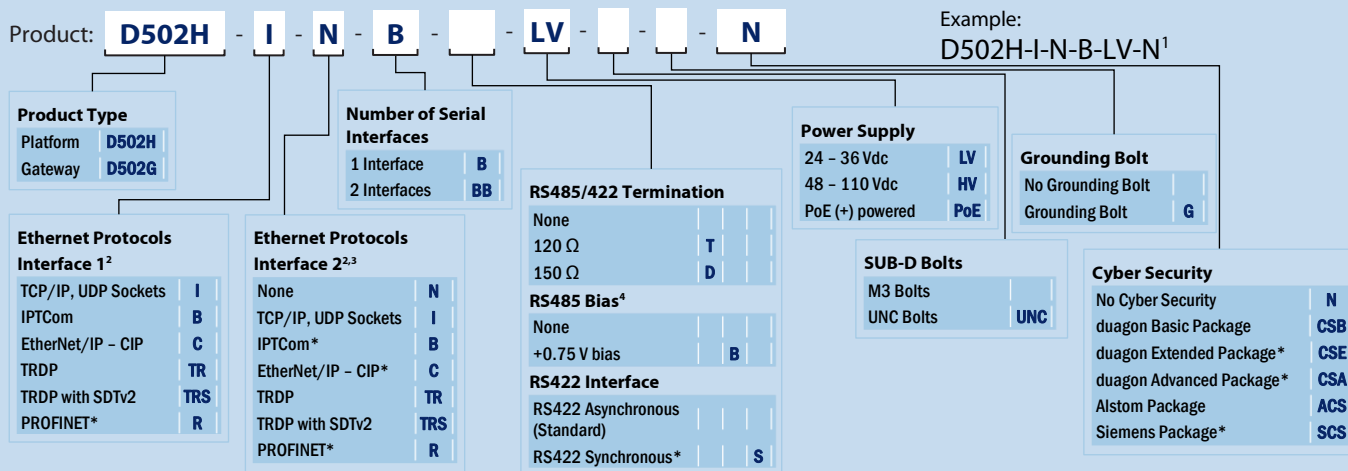 Product: D502H - I - N - B - - LV - - - N
Example:
D502H-I-N-B-LV-N¹
Product Type
Platform D502H
Gateway D502G
Number of Serial
Interfaces
1 Interface B
2 Interfaces BB
Ethernet Protocols
Interface 1²
TCP/IP, UDP Sockets I
IPTCom B
EtherNet/IP – CIP C
TRDP TR
TRDP with SDTv2 TRS
PROFINET* R
Ethernet Protocols
Interface 2²,³
None N
TCP/IP, UDP Sockets I
IPTCom* B
EtherNet/IP – CIP* C
TRDP TR
TRDP with SDTv2 TRS
PROFINET* R
RS485/422 Termination
None
120 Ω T
150 Ω D
RS485 Bias⁴
None
+0.75 V bias B
RS422 Interface
RS422 Asynchronous
(Standard)
RS422 Synchronous* S
Power Supply
24 – 36 Vdc LV
48 – 110 Vdc HV
PoE (+) powered PoE
SUB-D Bolts
M3 Bolts
UNC Bolts UNC
Grounding Bolt
No Grounding Bolt
Grounding Bolt G
Cyber Security
No Cyber Security N
duagon Basic Package CSB
duagon Extended Package* CSE
duagon Advanced Package* CSA
Alstom Package ACS
Siemens Package* SCS